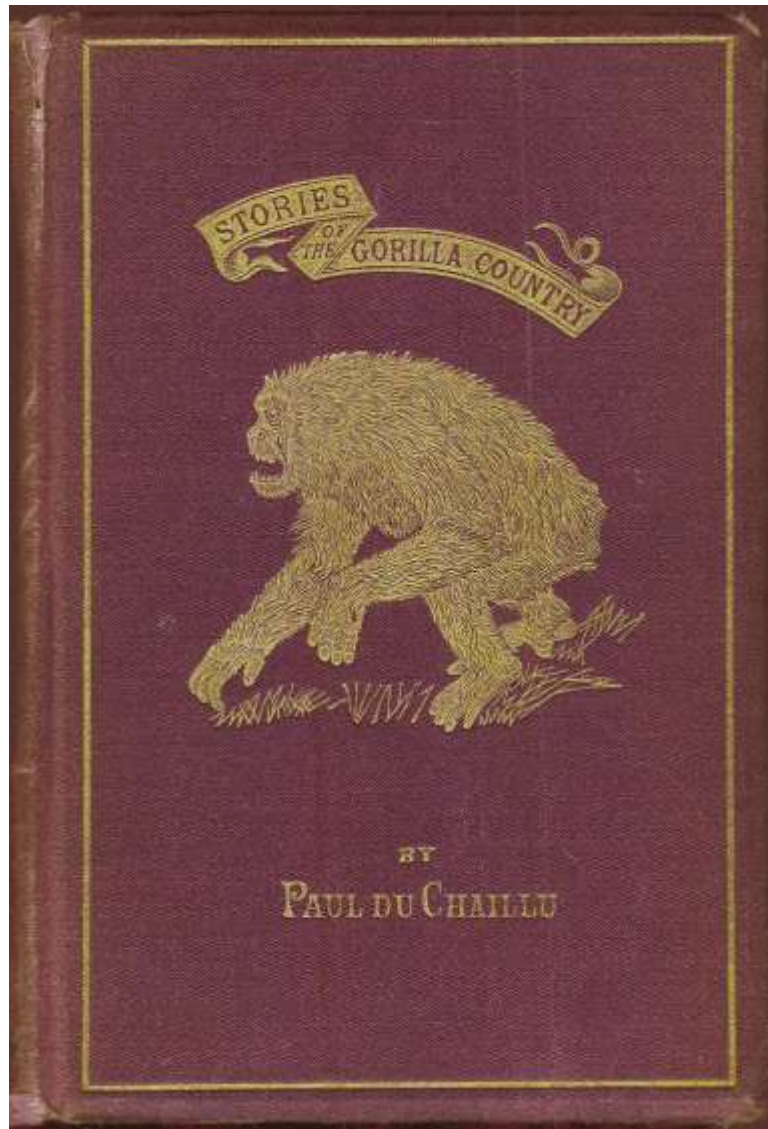 STORIES
OF
THE
GORILLA COUNTRY
BY
PAUL DU CHAILLU